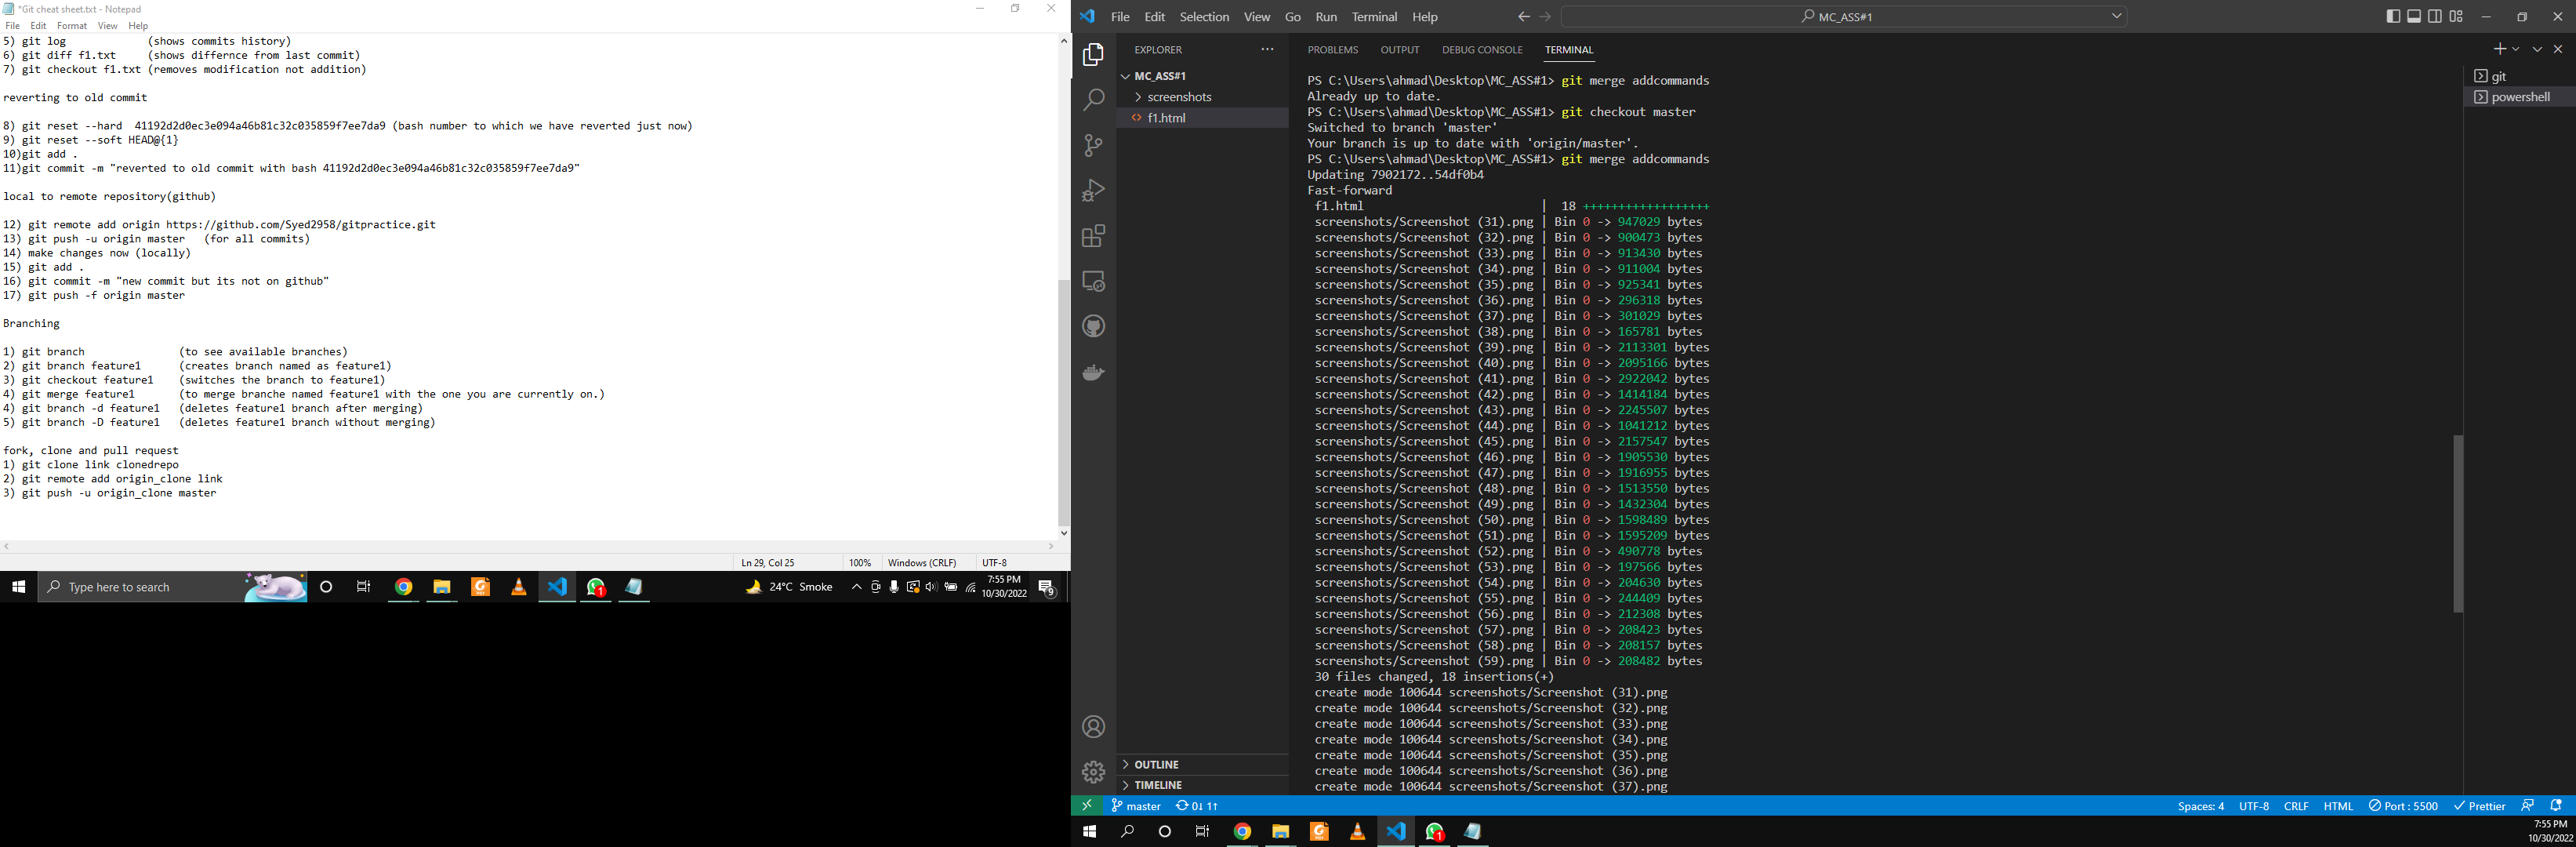 *Git cheat sheet.txt - Notepad
File Edit Format View Help
5) git log (shows commits history)
6) git diff f1.txt (shows differnce from last commit)
7) git checkout f1.txt (removes modification not addition)
reverting to old commit
8) git reset --hard 41192d2d0ec3e094a46b81c32c035859f7ee7da9 (bash number to which we have reverted just now)
9) git reset --soft HEAD@{1}
10)git add .
11)git commit -m "reverted to old commit with bash 41192d2d0ec3e094a46b81c32c035859f7ee7da9"
local to remote repository(github)
12) git remote add origin https://github.com/Syed2958/gitpractice.git
13) git push -u origin master (for all commits)
14) make changes now (locally)
15) git add .
16) git commit -m "new commit but its not on github"
17) git push -f origin master
Branching
1) git branch (to see available branches)
2) git branch feature1 (creates branch named as feature1)
3) git checkout feature1 (switches the branch to feature1)
4) git merge feature1 (to merge branche named feature1 with the one you are currently on.)
4) git branch -d feature1 (deletes feature1 branch after merging)
5) git branch -D feature1 (deletes feature1 branch without merging)
fork, clone and pull request
1) git clone link clonedrepo
2) git remote add origin_clone link
3) git push -u origin_clone master
Ln 29, Col 25 100% Windows (CRLF) UTF-8
Type here to search
1
24°C Smoke
7:55 PM
10/30/2022
9
File Edit Selection View Go Run Terminal Help
MC_ASS#1
EXPLORER
MC_ASS#1
screenshots
f1.html
OUTLINE
TIMELINE
PROBLEMS OUTPUT DEBUG CONSOLE TERMINAL
git
powershell
PS C:\Users\ahmad\Desktop\MC_ASS#1> git merge addcommands
Already up to date.
PS C:\Users\ahmad\Desktop\MC_ASS#1> git checkout master
Switched to branch 'master'
Your branch is up to date with 'origin/master'.
PS C:\Users\ahmad\Desktop\MC_ASS#1> git merge addcommands
Updating 7902172..54df0b4
Fast-forward
f1.html | 18 ++++++++++++++++++
screenshots/Screenshot (31).png | Bin 0 -> 947029 bytes
screenshots/Screenshot (32).png | Bin 0 -> 900473 bytes
screenshots/Screenshot (33).png | Bin 0 -> 913430 bytes
screenshots/Screenshot (34).png | Bin 0 -> 911004 bytes
screenshots/Screenshot (35).png | Bin 0 -> 925341 bytes
screenshots/Screenshot (36).png | Bin 0 -> 296318 bytes
screenshots/Screenshot (37).png | Bin 0 -> 301029 bytes
screenshots/Screenshot (38).png | Bin 0 -> 165781 bytes
screenshots/Screenshot (39).png | Bin 0 -> 2113301 bytes
screenshots/Screenshot (40).png | Bin 0 -> 2095166 bytes
screenshots/Screenshot (41).png | Bin 0 -> 2922042 bytes
screenshots/Screenshot (42).png | Bin 0 -> 1414184 bytes
screenshots/Screenshot (43).png | Bin 0 -> 2245507 bytes
screenshots/Screenshot (44).png | Bin 0 -> 1041212 bytes
screenshots/Screenshot (45).png | Bin 0 -> 2157547 bytes
screenshots/Screenshot (46).png | Bin 0 -> 1905530 bytes
screenshots/Screenshot (47).png | Bin 0 -> 1916955 bytes
screenshots/Screenshot (48).png | Bin 0 -> 1513550 bytes
screenshots/Screenshot (49).png | Bin 0 -> 1432304 bytes
screenshots/Screenshot (50).png | Bin 0 -> 1598489 bytes
screenshots/Screenshot (51).png | Bin 0 -> 1595209 bytes
screenshots/Screenshot (52).png | Bin 0 -> 490778 bytes
screenshots/Screenshot (53).png | Bin 0 -> 197566 bytes
screenshots/Screenshot (54).png | Bin 0 -> 204630 bytes
screenshots/Screenshot (55).png | Bin 0 -> 244409 bytes
screenshots/Screenshot (56).png | Bin 0 -> 212308 bytes
screenshots/Screenshot (57).png | Bin 0 -> 208423 bytes
screenshots/Screenshot (58).png | Bin 0 -> 208157 bytes
screenshots/Screenshot (59).png | Bin 0 -> 208482 bytes
30 files changed, 18 insertions(+)
create mode 100644 screenshots/Screenshot (31).png
create mode 100644 screenshots/Screenshot (32).png
create mode 100644 screenshots/Screenshot (33).png
create mode 100644 screenshots/Screenshot (34).png
create mode 100644 screenshots/Screenshot (35).png
create mode 100644 screenshots/Screenshot (36).png
create mode 100644 screenshots/Screenshot (37).png
master 0↓ 1↑ Spaces: 4 UTF-8 CRLF HTML Port : 5500 Prettier
1
7:55 PM
10/30/2022